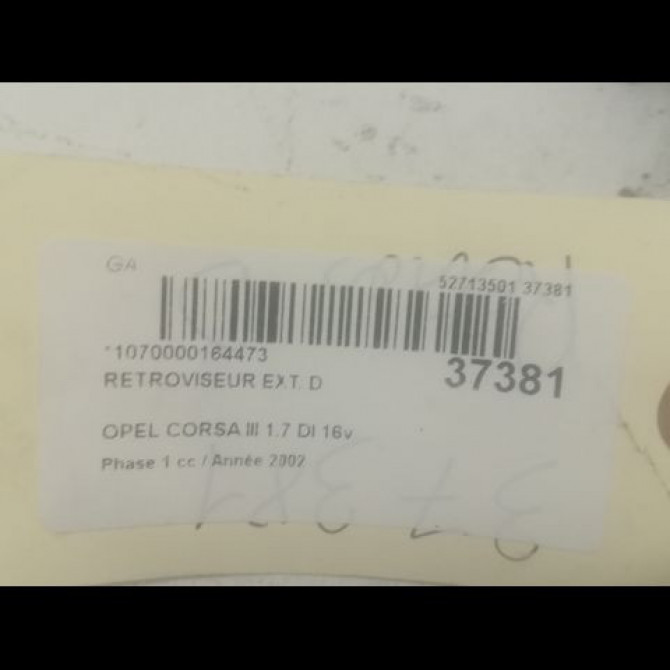 GA
52713501 37381
*1070000164473
37381
RETROVISEUR EXT. D
OPEL CORSA III 1.7 DI 16v
Phase 1 cc / Année 2002
37381